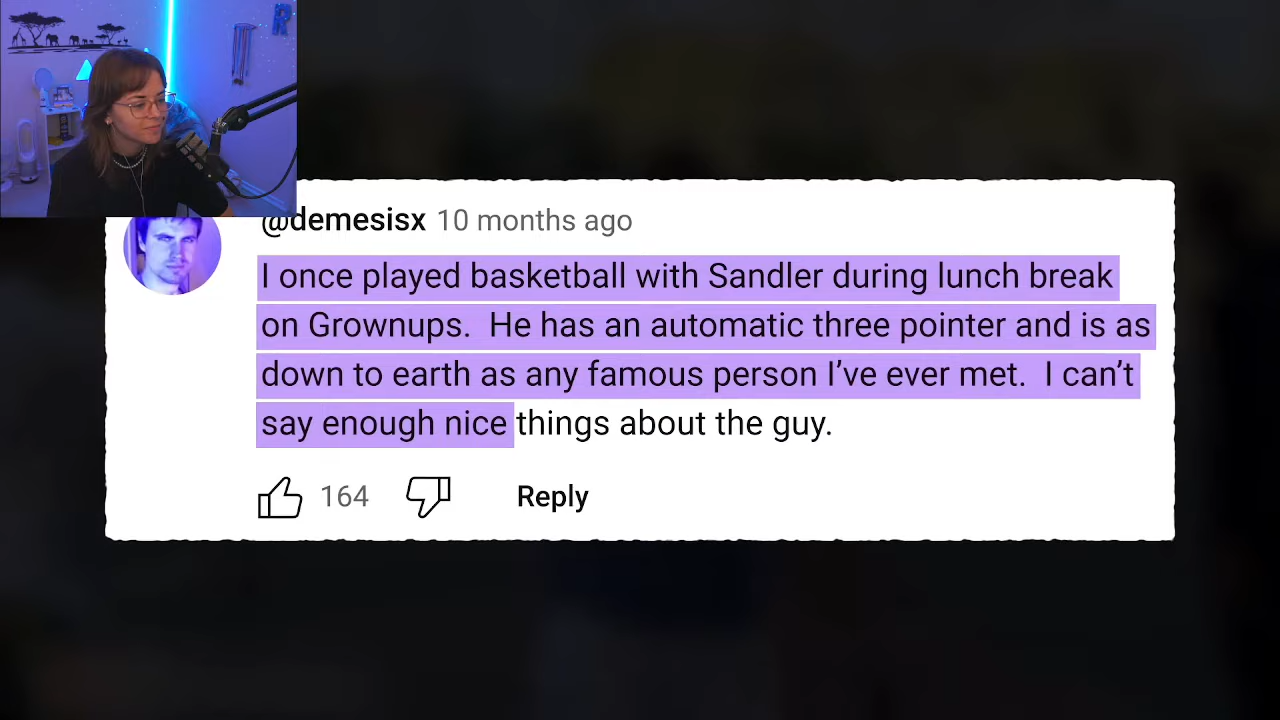 R
@demesisx 10 months ago
I once played basketball with Sandler during lunch break
on Grownups.  He has an automatic three pointer and is as
down to earth as any famous person I’ve ever met.  I can’t
say enough nice things about the guy.
164 Reply